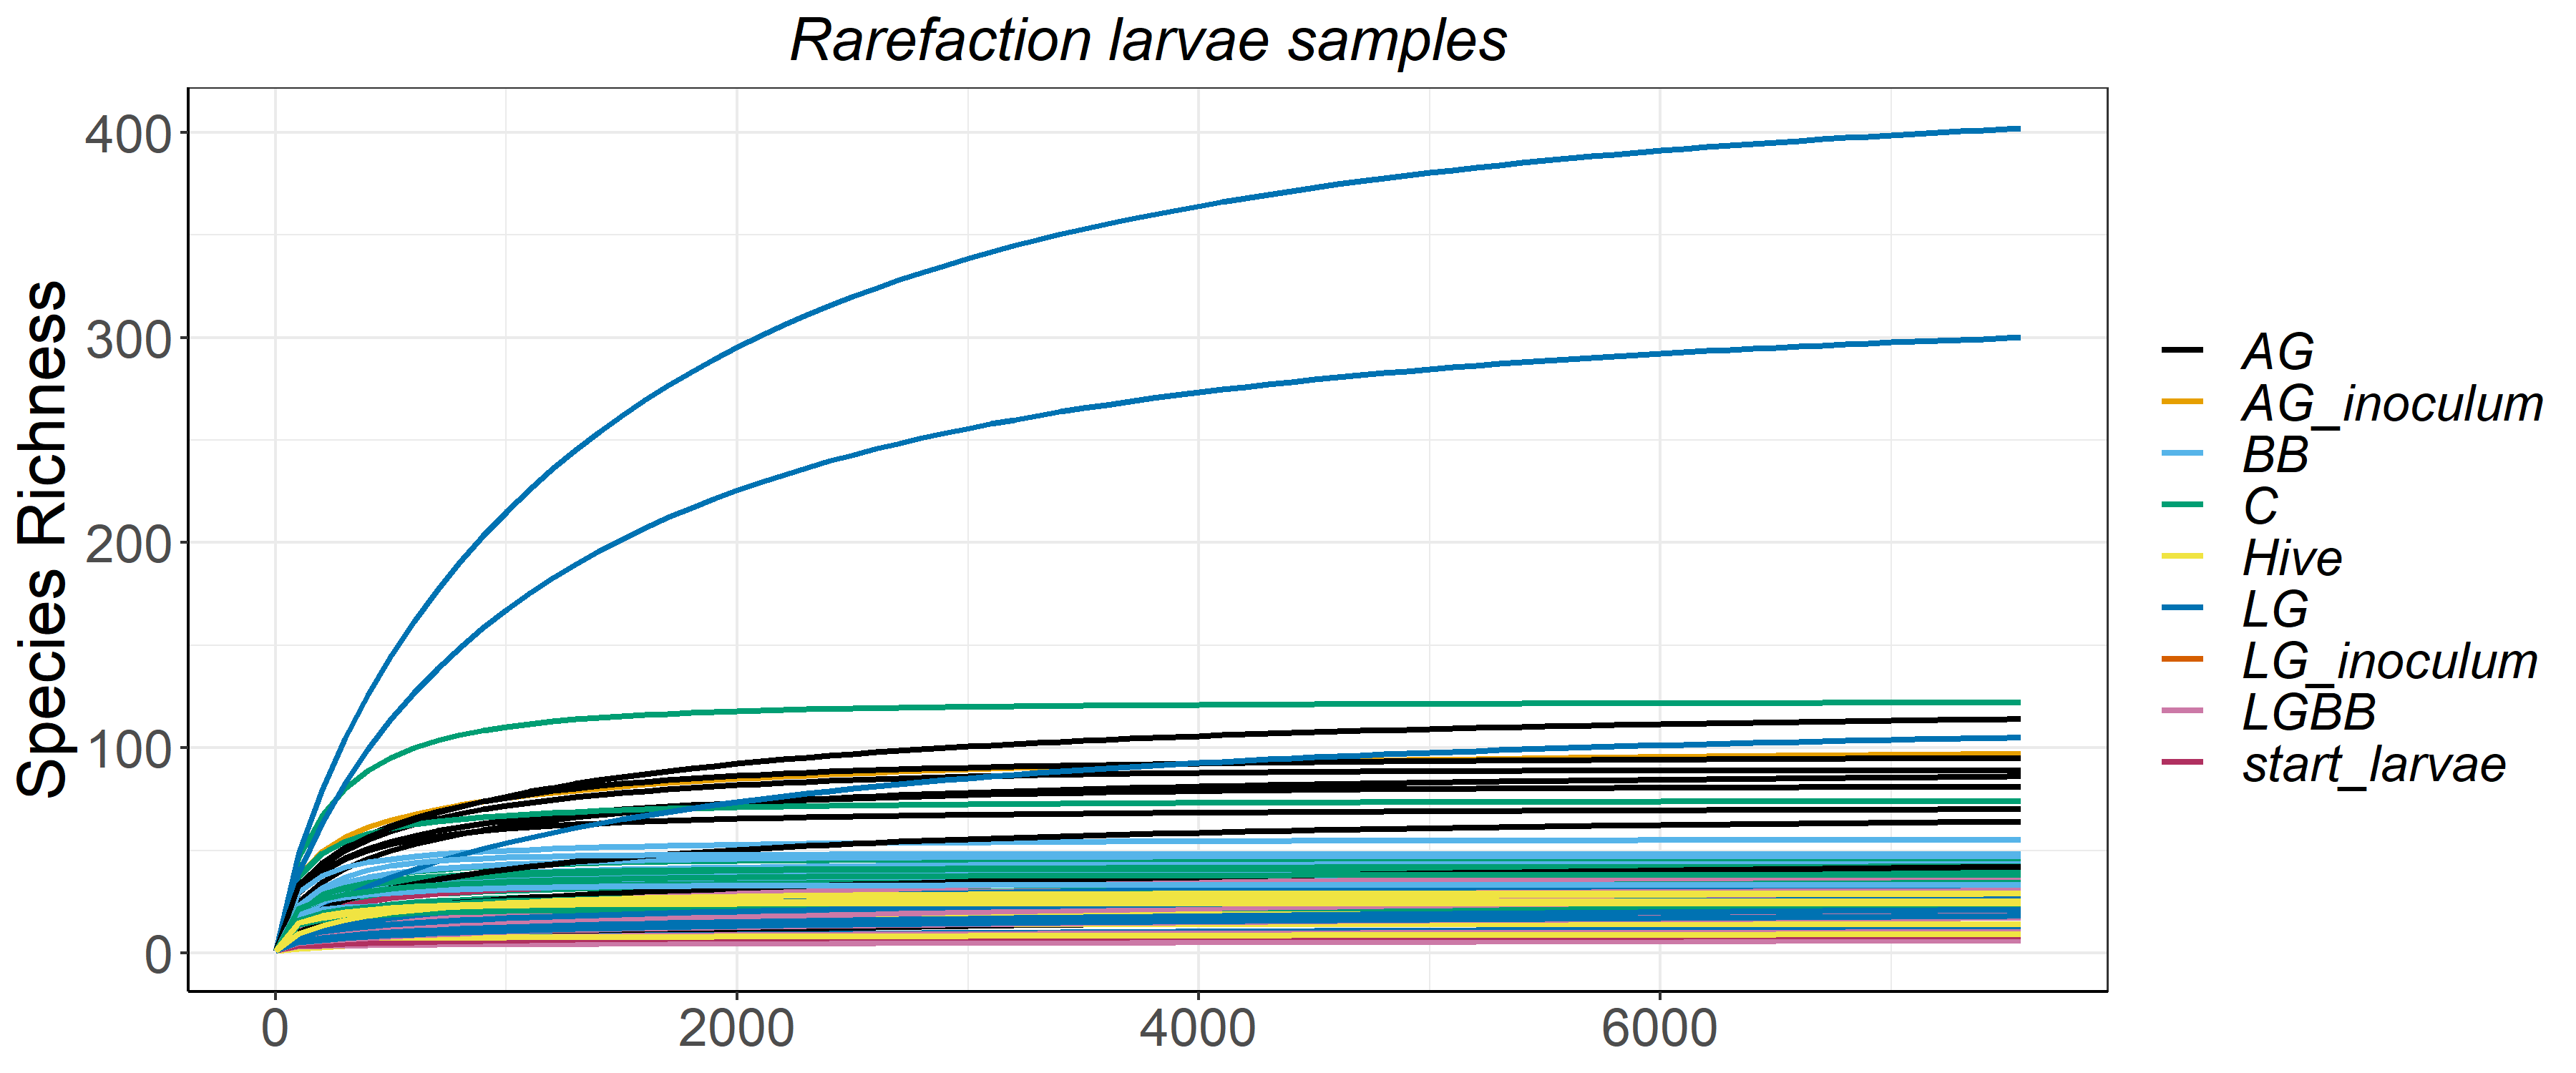 Rarefaction larvae samples
Species Richness
400
300
200
100
0
0 2000 4000 6000
AG
AG_inoculum
BB
C
Hive
LG
LG_inoculum
LGBB
start_larvae